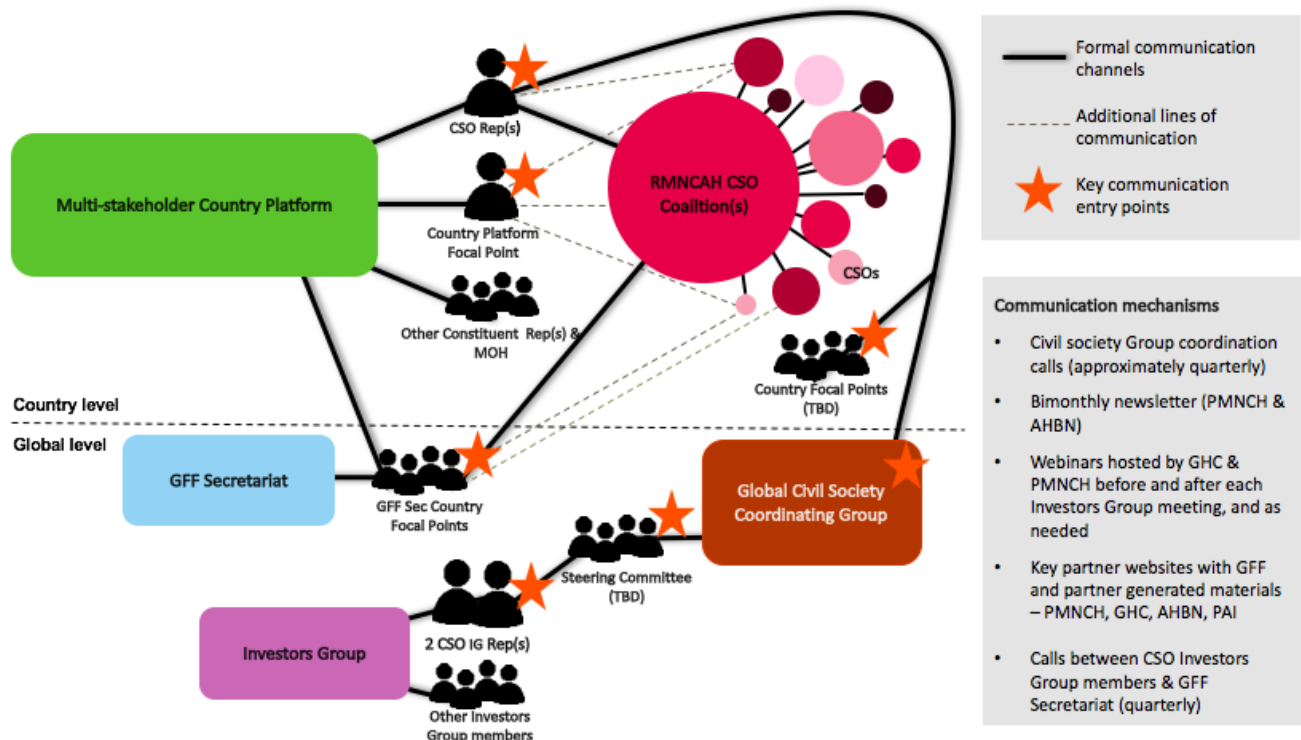 CSO Rep(s)
Multi-stakeholder Country Platform
Country Platform
Focal Point
Other Constituent Rep(s) &
MOH
RMNCAH CSO
Coalition(s)
CSOs
Country Focal Points
(TBD)
Country level
Global level
GFF Secretariat
GFF Sec Country
Focal Points
Global Civil Society
Coordinating Group
Steering Committee
(TBD)
Investors Group
2 CSO IG Rep(s)
Other Investors
Group members
Formal communication
channels
Additional lines of
communication
Key communication
entry points
Communication mechanisms
• Civil society Group coordination
calls (approximately quarterly)
• Bimonthly newsletter (PMNCH &
AHBN)
• Webinars hosted by GHC &
PMNCH before and after each
Investors Group meeting, and as
needed
• Key partner websites with GFF
and partner generated materials
– PMNCH, GHC, AHBN, PAI
• Calls between CSO Investors
Group members & GFF
Secretariat (quarterly)